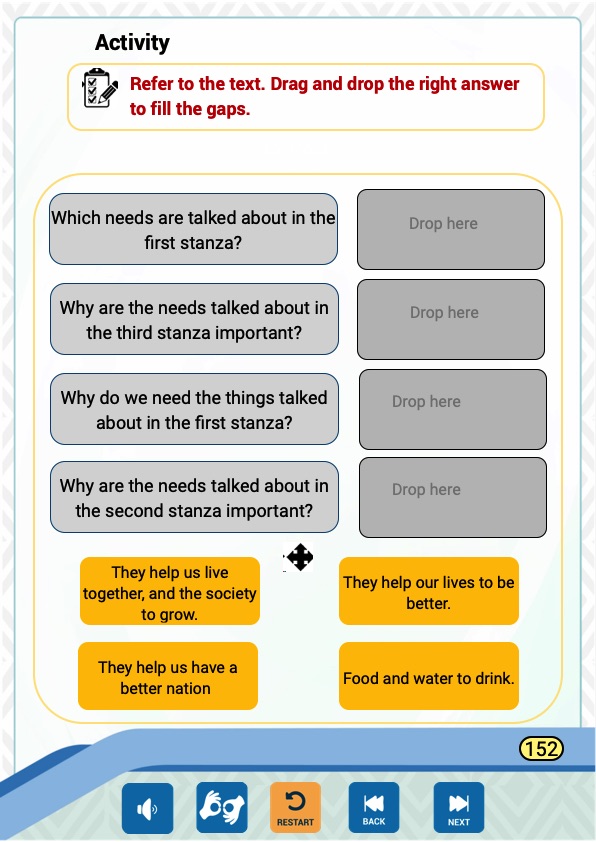 Activity
Refer to the text. Drag and drop the right answer
to fill the gaps.
Which needs are talked about in the
first stanza?
Drop here
Why are the needs talked about in
the third stanza important?
Drop here
Why do we need the things talked
about in the first stanza?
Drop here
Why are the needs talked about in
the second stanza important?
Drop here
They help us live
together, and the society
to grow.
They help our lives to be
better.
They help us have a
better nation
Food and water to drink.
152
RESTART
BACK
NEXT